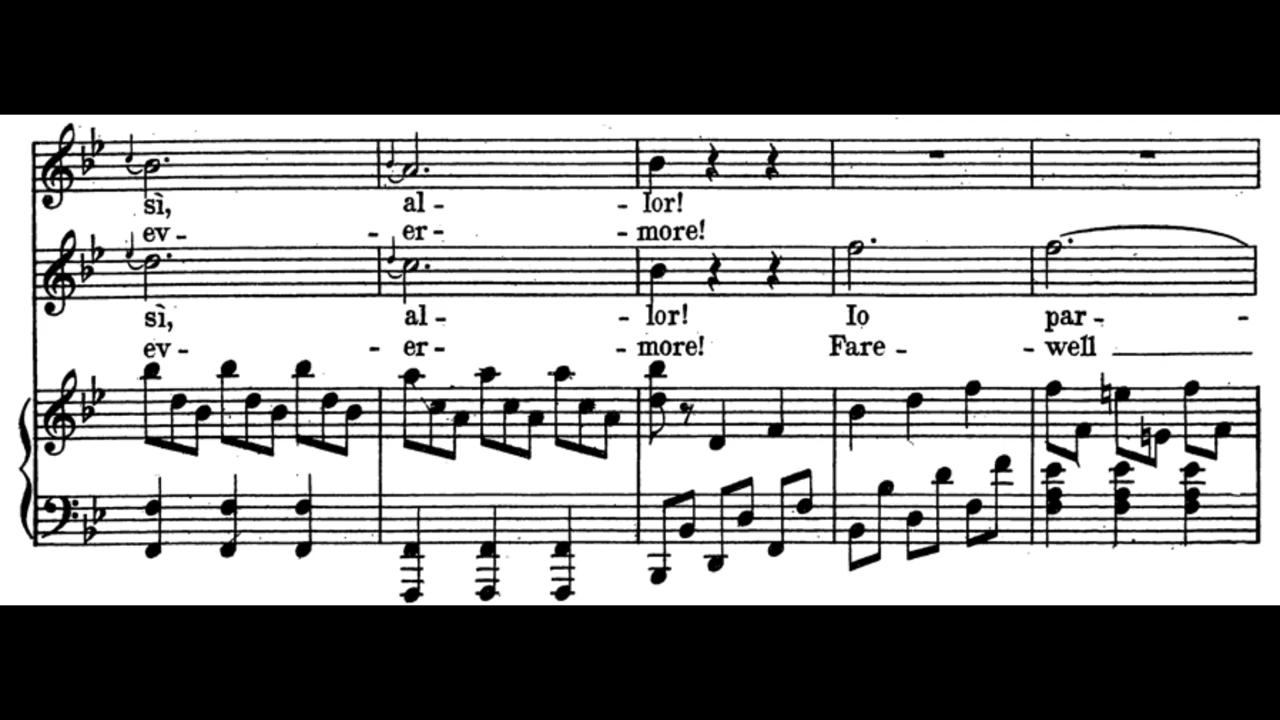 sì, al - - lor!
ev - - er - - more!
sì, al - - lor! Io par - -
ev - - er - - more! Fare - - well